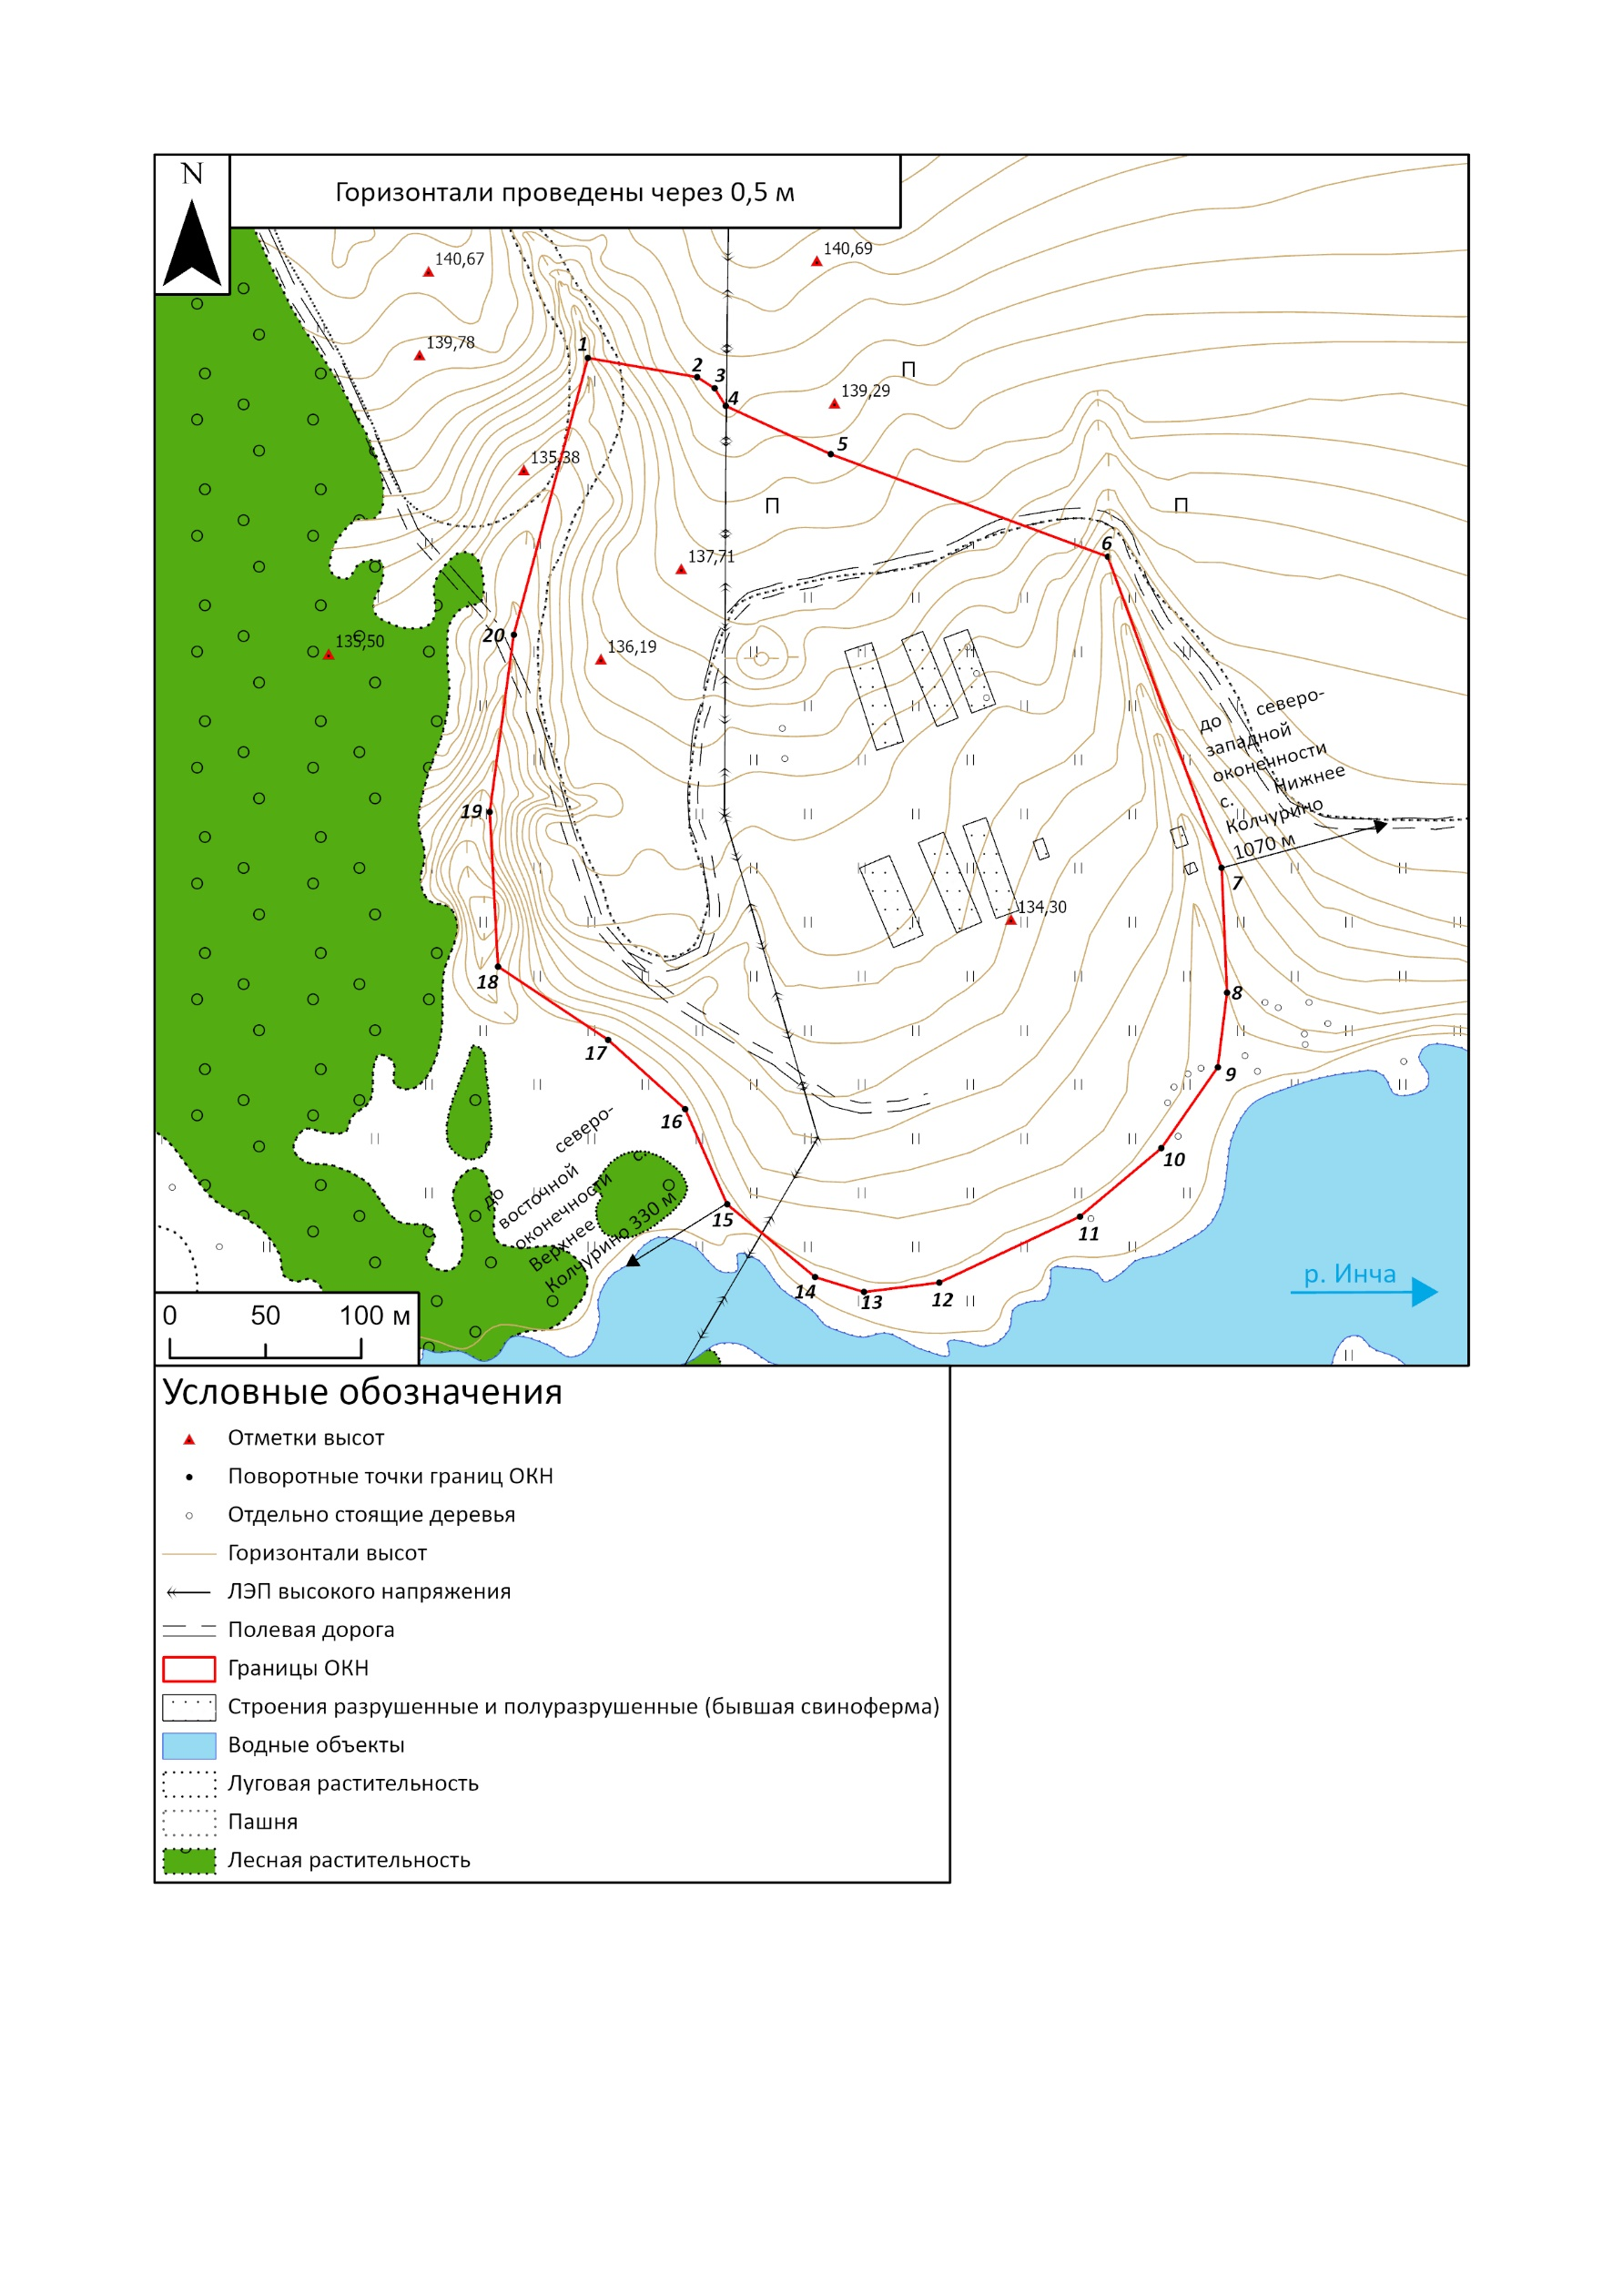 N
Горизонтали проведены через 0,5 м
140,67
140,69
139,78
1
2
3
4
П
139,29
5
135,38
П
П
6
137,71
20
135,50
136,19
до северо-
западной
оконечности
с. Нижнее
Колчурино
1070 м
19
7
134,30
18
8
17
9
16
10
до северо-
восточной
оконечности с.
Верхнее
Колчурино 330 м
15
11
14
13
12
р. Инча
0 50 100 м
Условные обозначения
Отметки высот
Поворотные точки границ ОКН
Отдельно стоящие деревья
Горизонтали высот
ЛЭП высокого напряжения
Полевая дорога
Границы ОКН
Строения разрушенные и полуразрушенные (бывшая свиноферма)
Водные объекты
Луговая растительность
Пашня
Лесная растительность